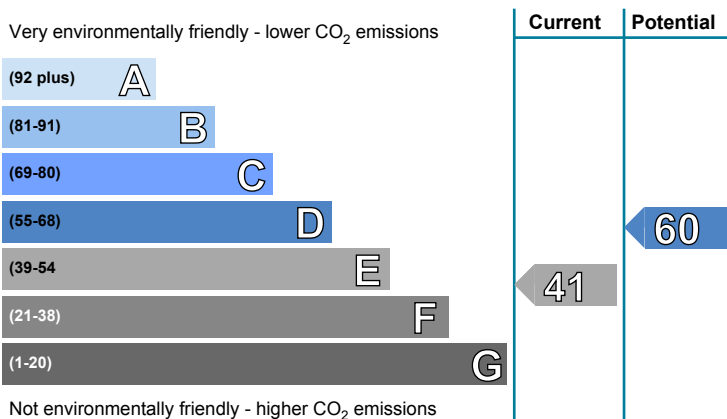 Very environmentally friendly - lower CO₂ emissions
Current
Potential
(92 plus) A
(81-91) B
(69-80) C
(55-68) D
60
(39-54 E
41
(21-38) F
(1-20) G
Not environmentally friendly - higher CO₂ emissions